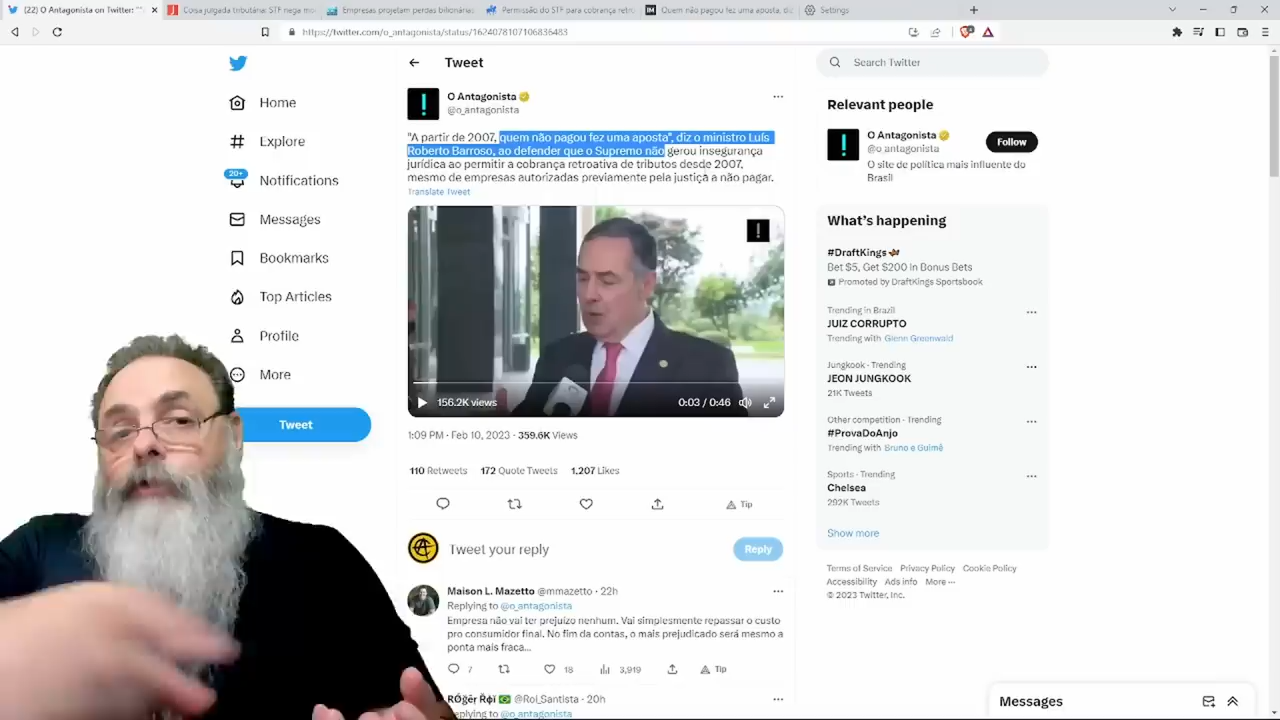 (22) O Antagonista on Twitter: "
Coisa julgada tributária: STF nega mo
Empresas projetam perdas bilionárias
Permissão do STF para cobrança retro
Quem não pagou fez uma aposta, diz
Settings
https://twitter.com/o_antagonista/status/1624078107106836483
Home
Explore
20+
Notifications
Messages
Bookmarks
Top Articles
Profile
More
Tweet
Tweet
O Antagonista
@o_antagonista
"A partir de 2007, quem não pagou fez uma aposta", diz o ministro Luís
Roberto Barroso, ao defender que o Supremo não gerou insegurança
jurídica ao permitir a cobrança retroativa de tributos desde 2007,
mesmo de empresas autorizadas previamente pela justiça a não pagar.
Translate Tweet
!
156.2K views
0:03 / 0:46
1:09 PM · Feb 10, 2023 · 359.6K Views
110 Retweets 172 Quote Tweets 1,207 Likes
Tip
Tweet your reply
Reply
Maison L. Mazetto @mmazetto · 22h
Replying to @o_antagonista
Empresa não vai ter prejuízo nenhum. Vai simplesmente repassar o custo
pro consumidor final. No fim da contas, o mais prejudicado será mesmo a
ponta mais fraca...
7 18 3,919 Tip
@Roi_Santista · 20h
Replying to @o_antagonista
Search Twitter
Relevant people
O Antagonista
@o_antagonista
Follow
O site de política mais influente do
Brasil
What's happening
#DraftKings
Bet $5, Get $200 in Bonus Bets
Promoted by DraftKings Sportsbook
Trending in Brazil
JUIZ CORRUPTO
Trending with Glenn Greenwald
Jungkook · Trending
JEON JUNGKOOK
21K Tweets
Other competition · Trending
#ProvaDoAnjo
Trending with Bruno e Guimê
Sports · Trending
Chelsea
292K Tweets
Show more
Terms of Service Privacy Policy Cookie Policy
Accessibility Ads info More ···
© 2023 Twitter, Inc.
Messages